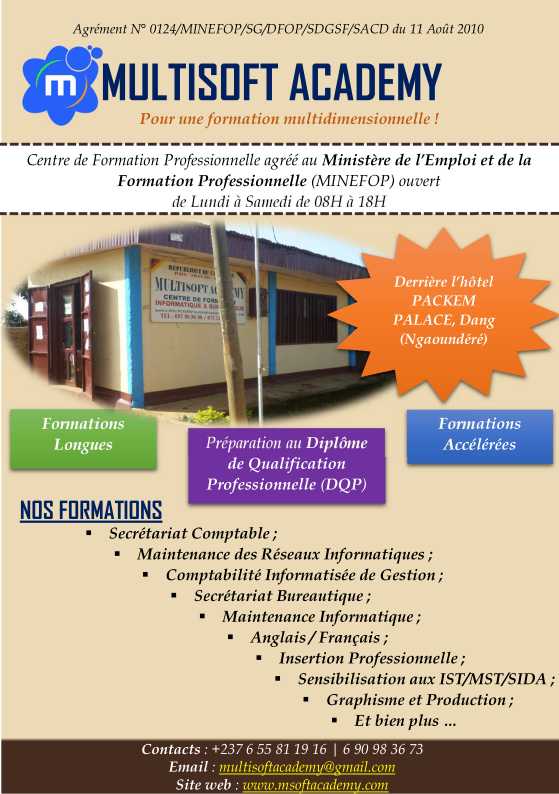 Agrément N° 0124/MINEFOP/SG/DFOP/SDGSF/SACD du 11 Août 2010
m
MULTISOFT ACADEMY
Pour une formation multidimensionnelle !
Centre de Formation Professionnelle agréé au Ministère de l'Emploi et de la
Formation Professionnelle (MINEFOP) ouvert
de Lundi à Samedi de 08H à 18H
MULTISOFT ACADEMY
CENTRE DE
INFORMATIQUE &
Derrière l'hôtel
PACKEM
PALACE, Dang
(Ngaoundéré)
Formations
Longues
Préparation au Diplôme
de Qualification
Professionnelle (DQP)
Formations
Accélérées
NOS FORMATIONS
▪ Secrétariat Comptable ;
▪ Maintenance des Réseaux Informatiques ;
▪ Comptabilité Informatisée de Gestion ;
▪ Secrétariat Bureautique ;
▪ Maintenance Informatique ;
▪ Anglais / Français ;
▪ Insertion Professionnelle ;
▪ Sensibilisation aux IST/MST/SIDA ;
▪ Graphisme et Production ;
▪ Et bien plus ...
Contacts : +237 6 55 81 19 16 | 6 90 98 36 73
Email : multisoftacademy@gmail.com
Site web : www.msoftacademy.com